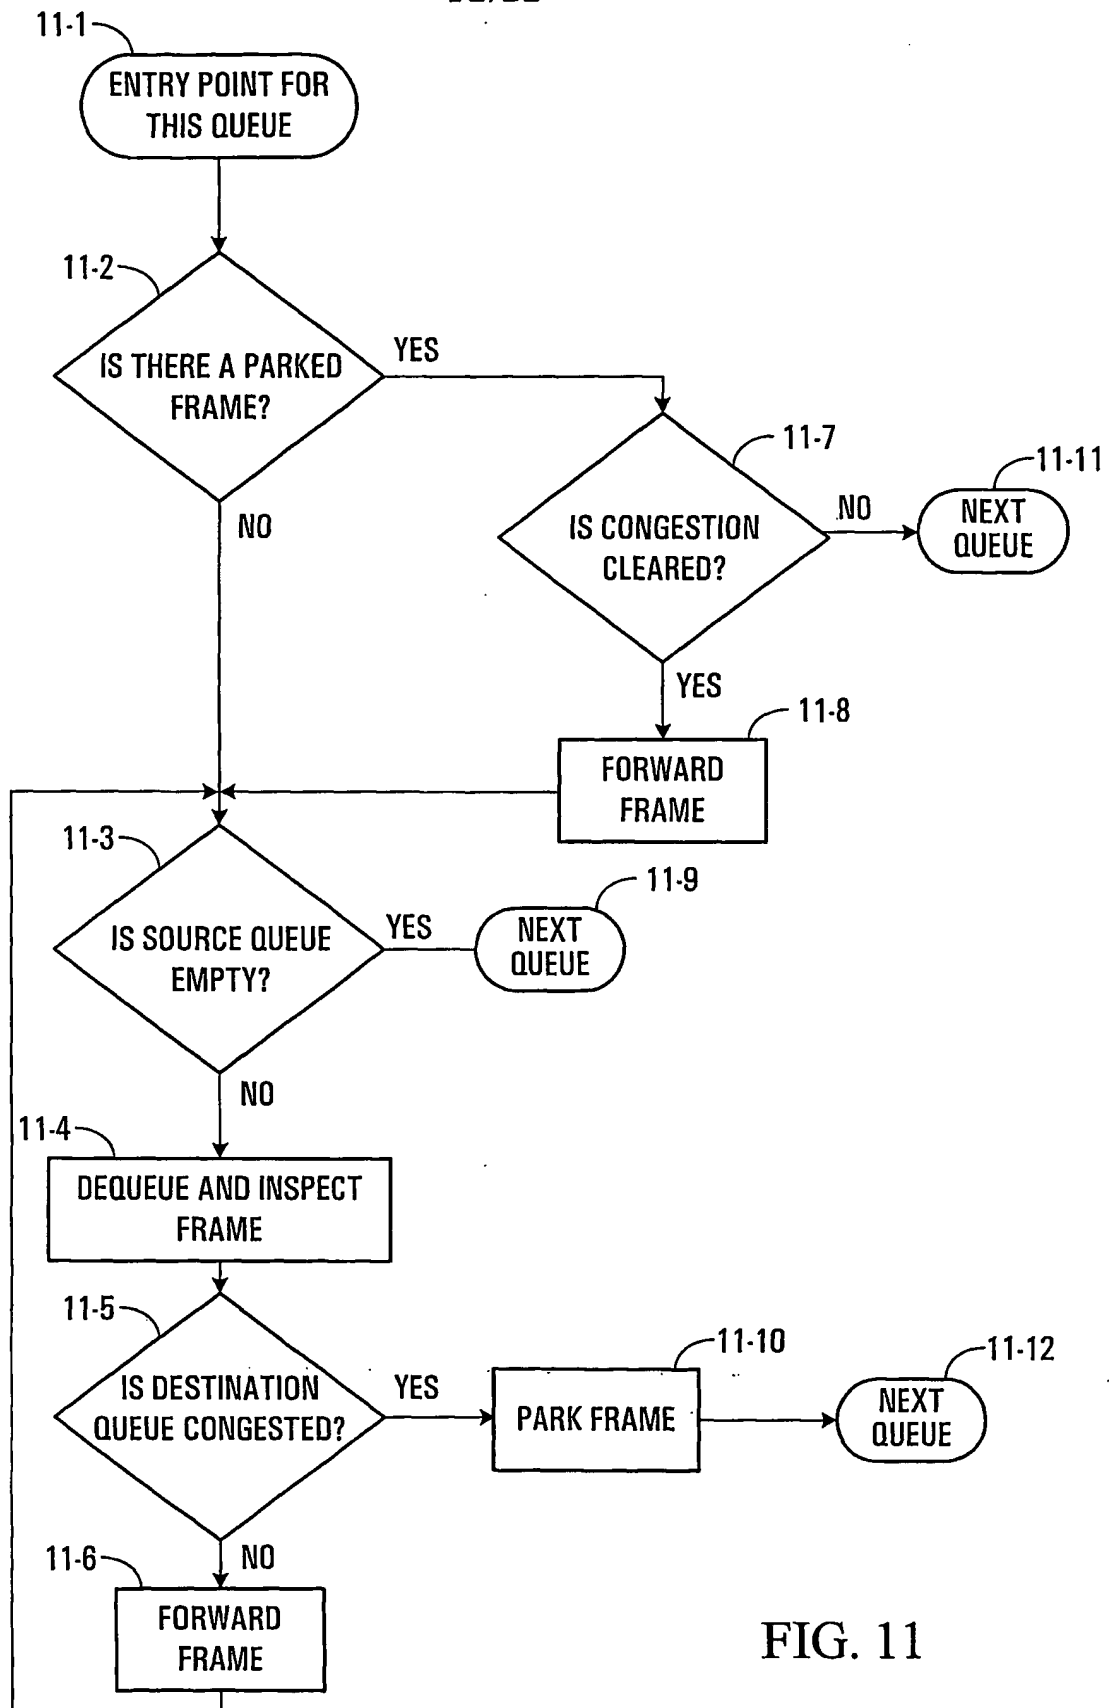 11-1
ENTRY POINT FOR
THIS QUEUE
11-2
IS THERE A PARKED
FRAME?
YES
NO
11-7
IS CONGESTION
CLEARED?
NO
11-11
NEXT
QUEUE
YES
11-8
FORWARD
FRAME
11-3
IS SOURCE QUEUE
EMPTY?
YES
11-9
NEXT
QUEUE
NO
11-4
DEQUEUE AND INSPECT
FRAME
11-5
IS DESTINATION
QUEUE CONGESTED?
YES
11-10
PARK FRAME
11-12
NEXT
QUEUE
NO
11-6
FORWARD
FRAME
FIG. 11